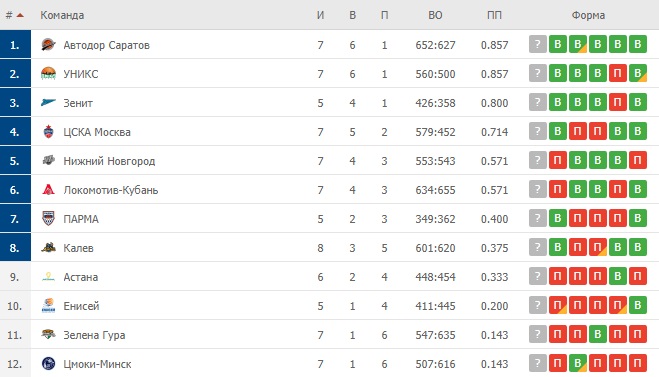 # Команда И В П ВО ПП Форма
1. Автодор Саратов 7 6 1 652:627 0.857 ? В В В В В
2. УНИКС 7 6 1 560:500 0.857 ? В В В П В
3. Зенит 5 4 1 426:358 0.800 ? В В В П В
4. ЦСКА Москва 7 5 2 579:452 0.714 ? В П П В В
5. Нижний Новгород 7 4 3 553:543 0.571 ? П В В В П
6. Локомотив-Кубань 7 4 3 634:655 0.571 ? П В В П В
7. ПАРМА 5 2 3 349:362 0.400 ? В П П П В
8. Калев 8 3 5 601:620 0.375 ? В П П В В
9. Астана 6 2 4 448:454 0.333 ? П П П В П
10. Енисей 5 1 4 411:445 0.200 ? П П П П В
11. Зелена Гура 7 1 6 547:635 0.143 ? П П В П П
12. Цмоки-Минск 7 1 6 507:616 0.143 ? П В П П П